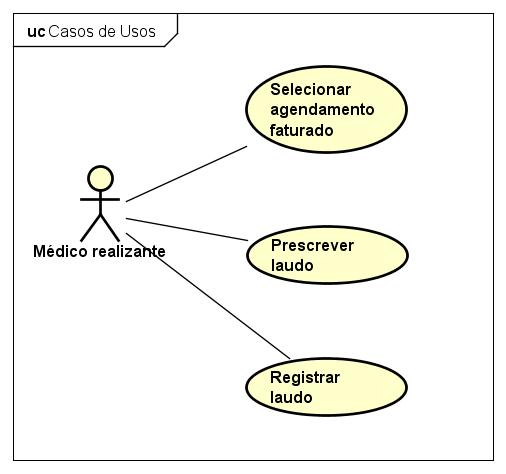 uc Casos de Usos
Selecionar
agendamento
faturado
Médico realizante
Prescrever
laudo
Registrar
laudo